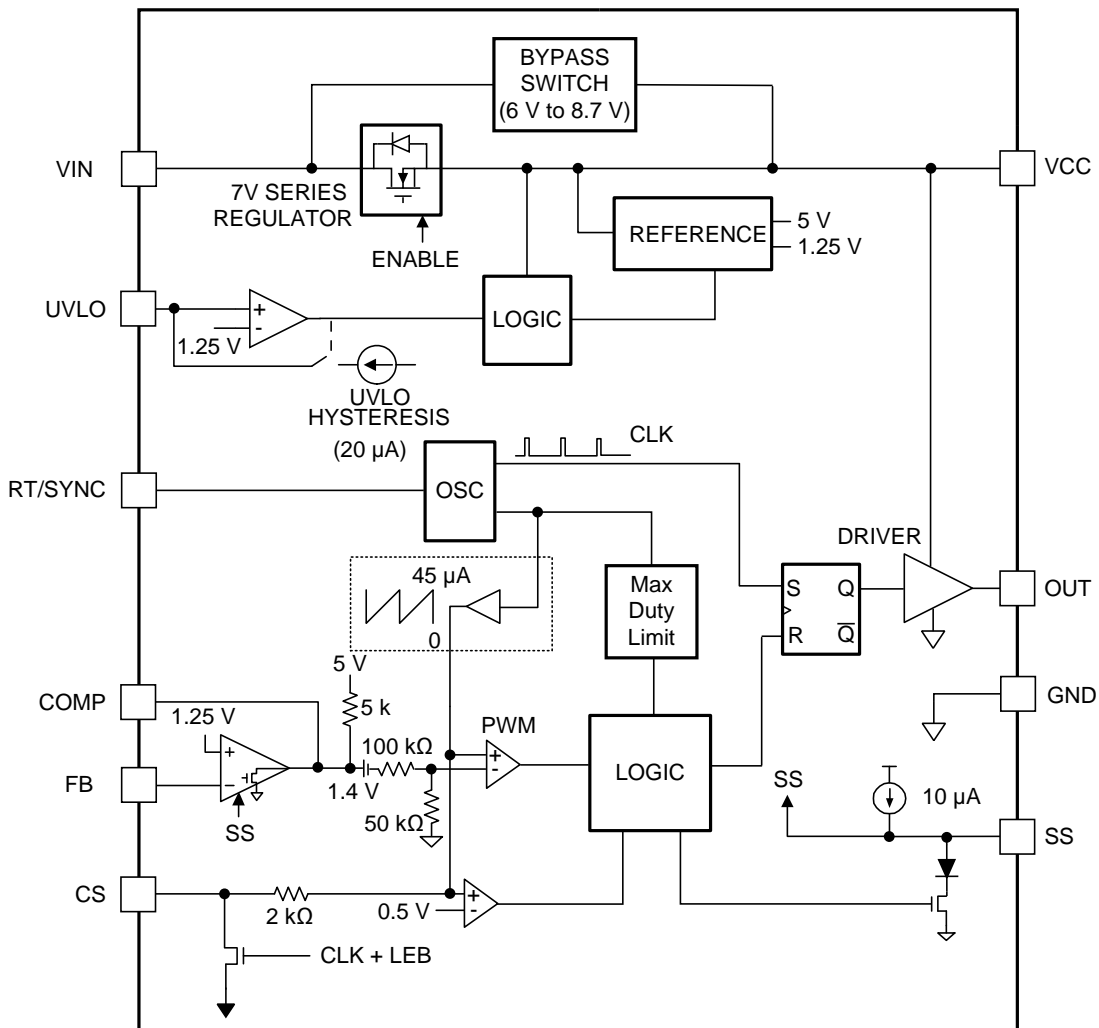 BYPASS
SWITCH
(6 V to 8.7 V)
VIN
VCC
7V SERIES
REGULATOR
ENABLE
REFERENCE
5 V
1.25 V
UVLO
+
-
1.25 V
LOGIC
UVLO
HYSTERESIS
(20 μA)
CLK
RT/SYNC
OSC
DRIVER
45 μA
0
Max
Duty
Limit
S Q
R Q̅
OUT
5 V
COMP
5 k
GND
1.25 V
PWM
+
-
100 kΩ
+
-
LOGIC
FB
1.4 V
SS
10 μA
50 kΩ
SS
SS
CS
2 kΩ
0.5 V
+
-
CLK + LEB